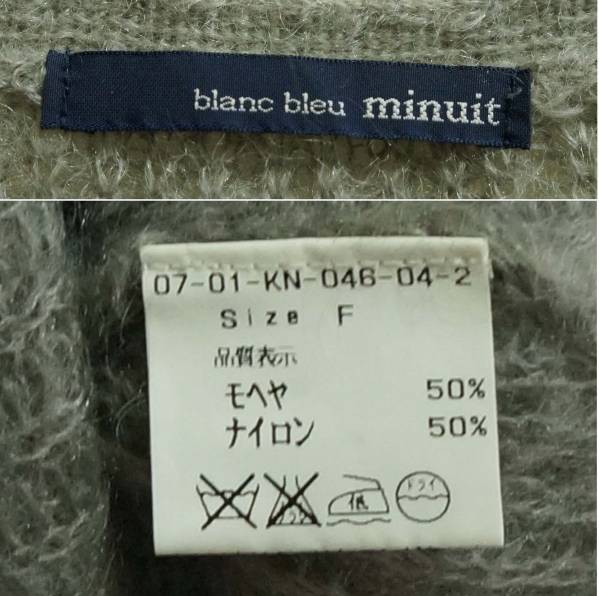 blanc bleu minuit
07-01-KN-046-04-2
Size F
品質表示
モヘヤ 50%
ナイロン 50%
低
ドライ